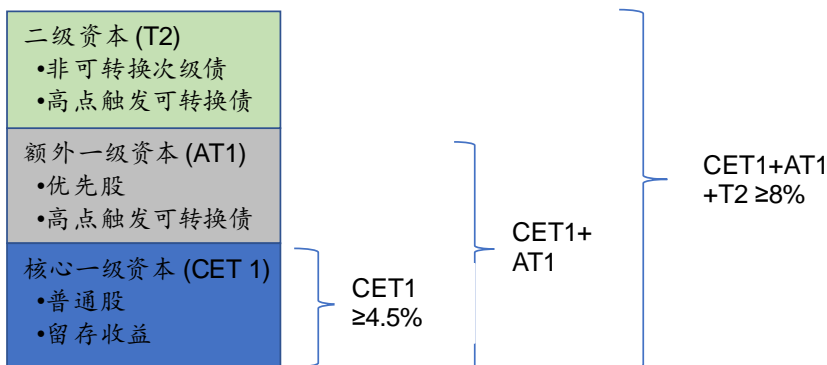 二级资本 (T2)
•非可转换次级债
•高点触发可转换债
额外一级资本 (AT1)
•优先股
•高点触发可转换债
核心一级资本 (CET 1)
•普通股
•留存收益
CET1
≥4.5%
CET1+
AT1
CET1+AT1
+T2 ≥8%